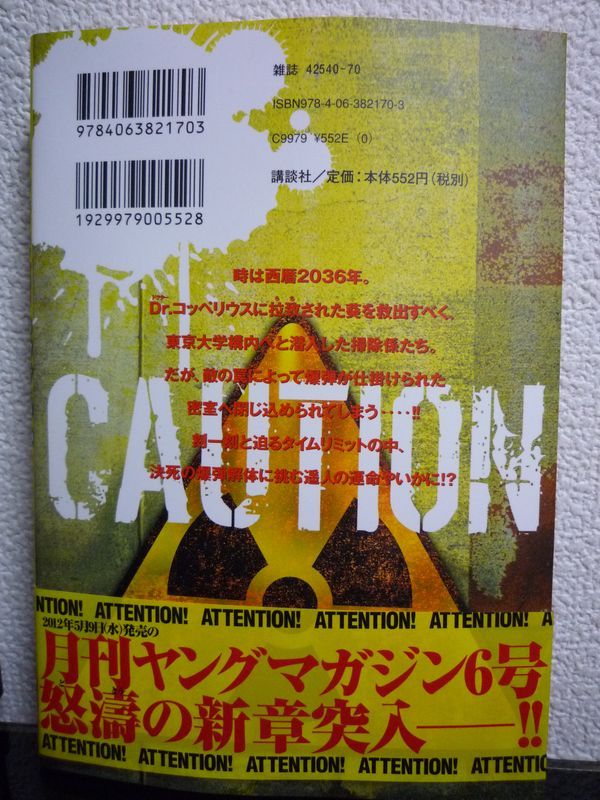 雑誌 42540-70
ISBN978-4-06-382170-3
C9979 ¥552E (0)
講談社/定価:本体552円(税別)
9784063821703
1929979005528
時は西暦2036年。
Dr.コッペリウスに拉致された葵を救出すべく、
東京大学構内へと潜入した掃除係たち。
だが、敵の罠によって爆弾が仕掛けられた
密室へ閉じ込められてしまう……!!
刻一刻と迫るタイムリミットの中、
決死の爆弾解体に挑む遥人の運命やいかに!?
CAUTION
NTION! ATTENTION! ATTENTION! ATTENTION! ATTENTION! A
2012年5月9日(水)発売の
月刊ヤングマガジン6号
怒濤の新章突入——!!
ATTENTION! ATTENTION! ATTENTION! ATTENTION! ATTENTION